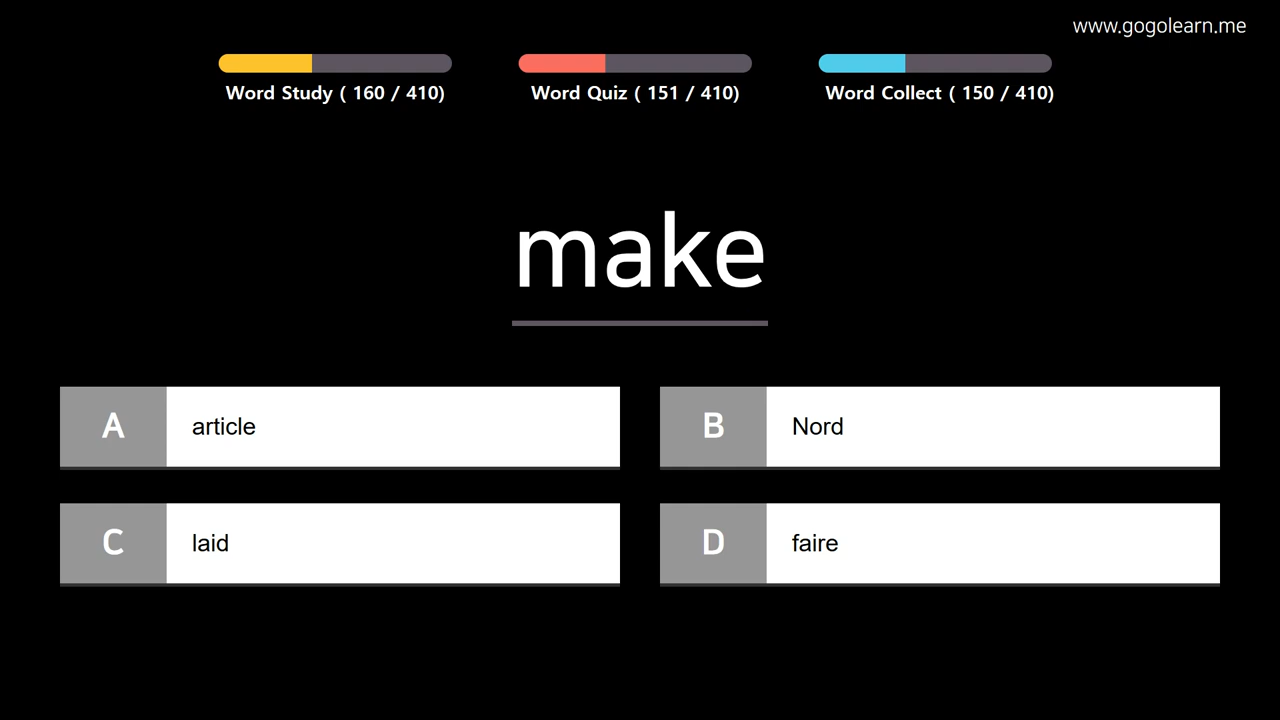 www.gogolearn.me
Word Study ( 160 / 410)
Word Quiz ( 151 / 410)
Word Collect ( 150 / 410)
make
A article
B Nord
C laid
D faire